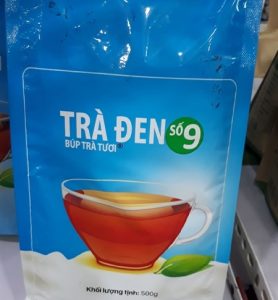 TRÀ ĐEN SỐ 9
BÚP TRÀ TƯƠI
Khối lượng tịnh: 500g